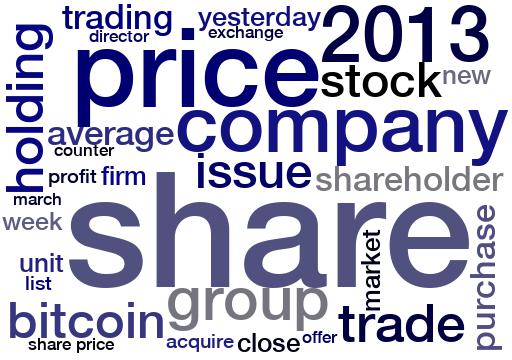 trading
yesterday
2013
director
exchange
holding
price
stock
new
average
company
counter
profit
firm
issue
shareholder
march
share
week
unit
list
market
purchase
group
bitcoin
trade
share price
acquire
close
offer